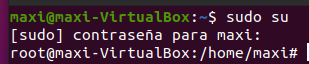 maxi@maxi-VirtualBox:~$ sudo su
[sudo] contraseña para maxi:
root@maxi-VirtualBox:/home/maxi#